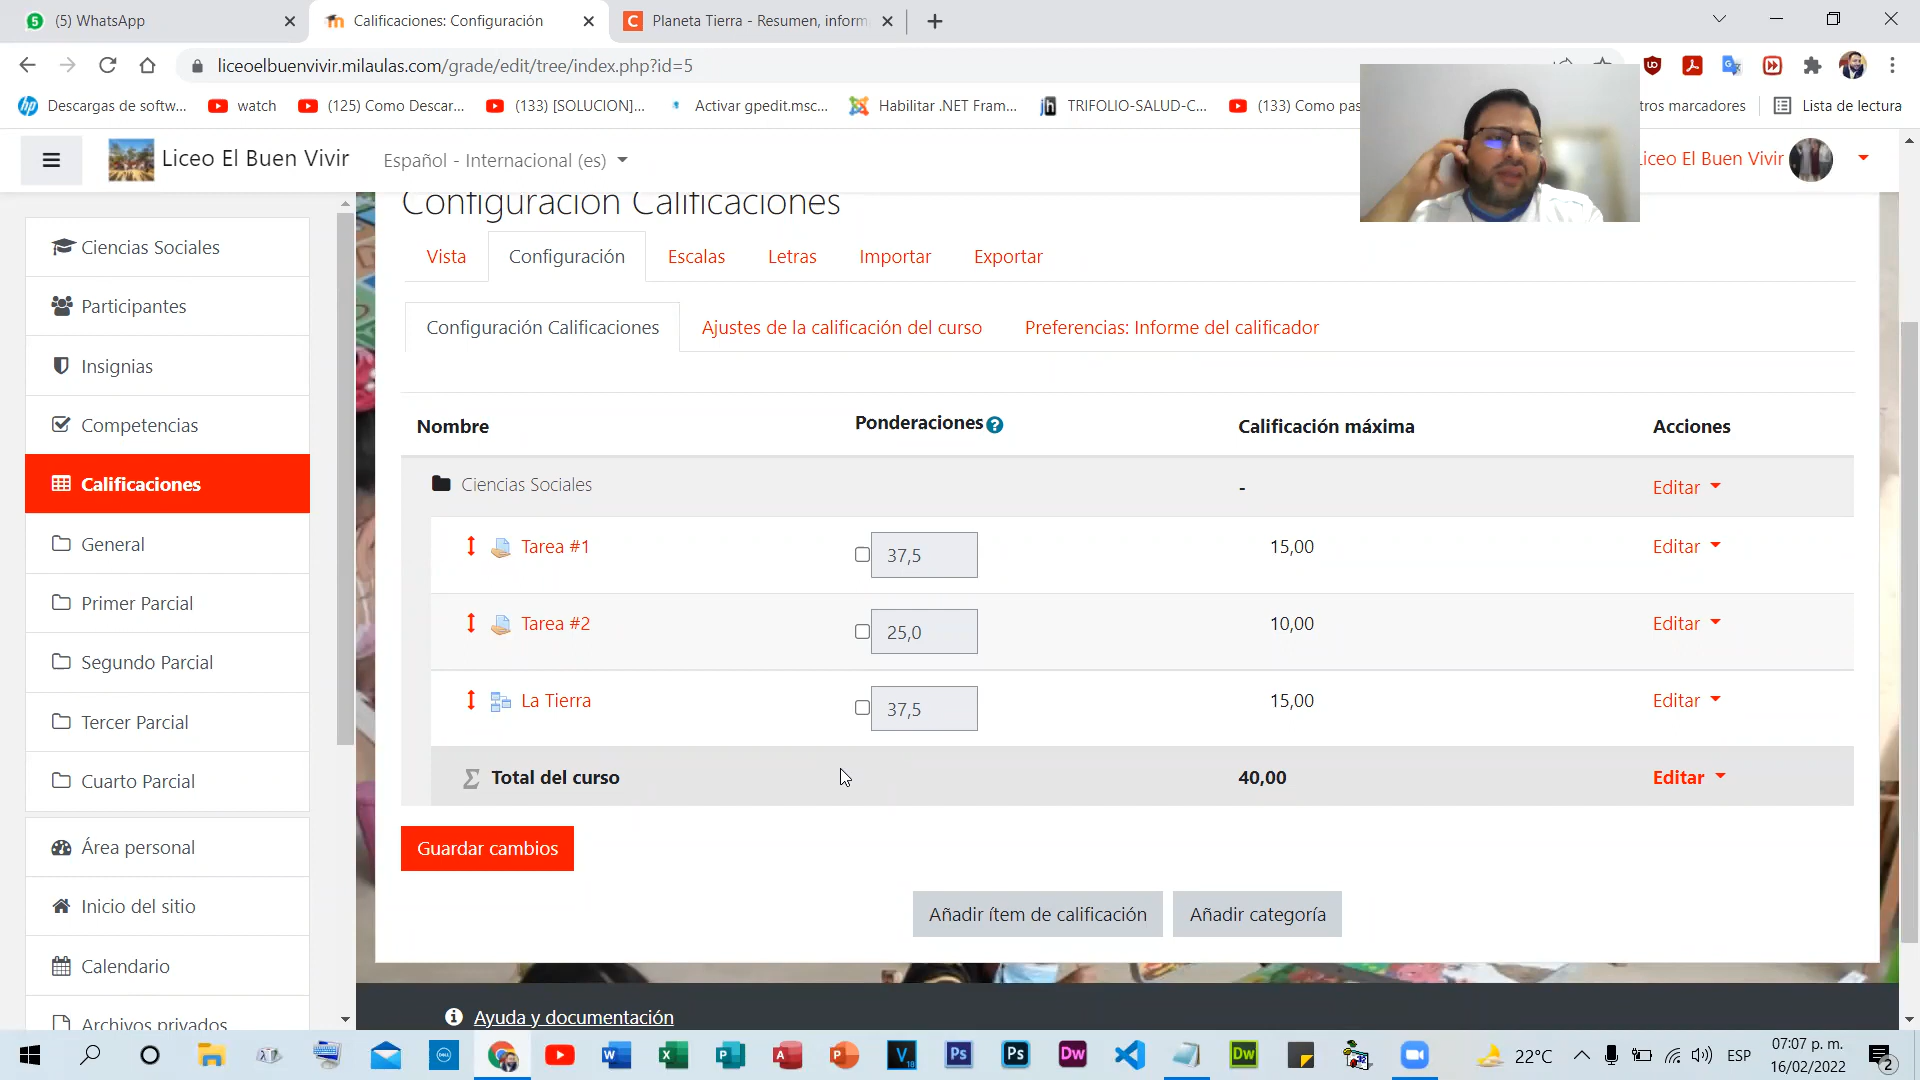 (5) WhatsApp
Calificaciones: Configuración
Planeta Tierra - Resumen, inform
liceoelbuenvivir.milaulas.com/grade/edit/tree/index.php?id=5
Descargas de softw...
watch
(125) Como Descar...
(133) [SOLUCION]...
Activar gpedit.msc...
Habilitar .NET Fram...
TRIFOLIO-SALUD-C...
(133) Como pas
tros marcadores
Lista de lectura
Liceo El Buen Vivir
Español - Internacional (es)
iceo El Buen Vivir
Configuración Calificaciones
Ciencias Sociales
Participantes
Insignias
Competencias
Calificaciones
General
Primer Parcial
Segundo Parcial
Tercer Parcial
Cuarto Parcial
Área personal
Inicio del sitio
Calendario
Archivos privados
Vista
Configuración
Escalas
Letras
Importar
Exportar
Configuración Calificaciones
Ajustes de la calificación del curso
Preferencias: Informe del calificador
Nombre
Ponderaciones
Calificación máxima
Acciones
Ciencias Sociales
-
Editar
Tarea #1
37,5
15,00
Editar
Tarea #2
25,0
10,00
Editar
La Tierra
37,5
15,00
Editar
Total del curso
40,00
Editar
Guardar cambios
Añadir ítem de calificación
Añadir categoría
Ayuda y documentación
22°C
ESP
07:07 p. m.
16/02/2022
2